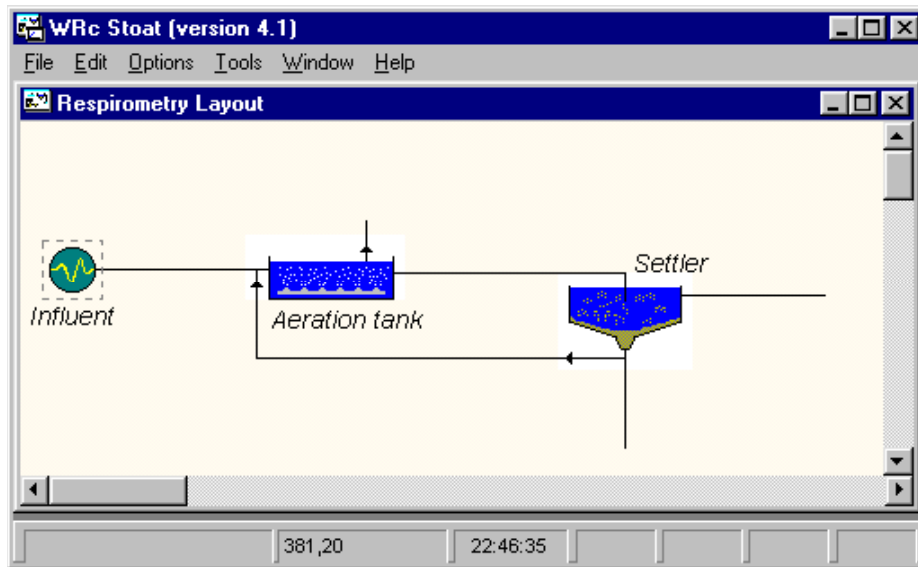 WRc Stoat (version 4.1)
File Edit Options Tools Window Help
Respirometry Layout
Settler
Influent
Aeration tank
381,20 22:46:35